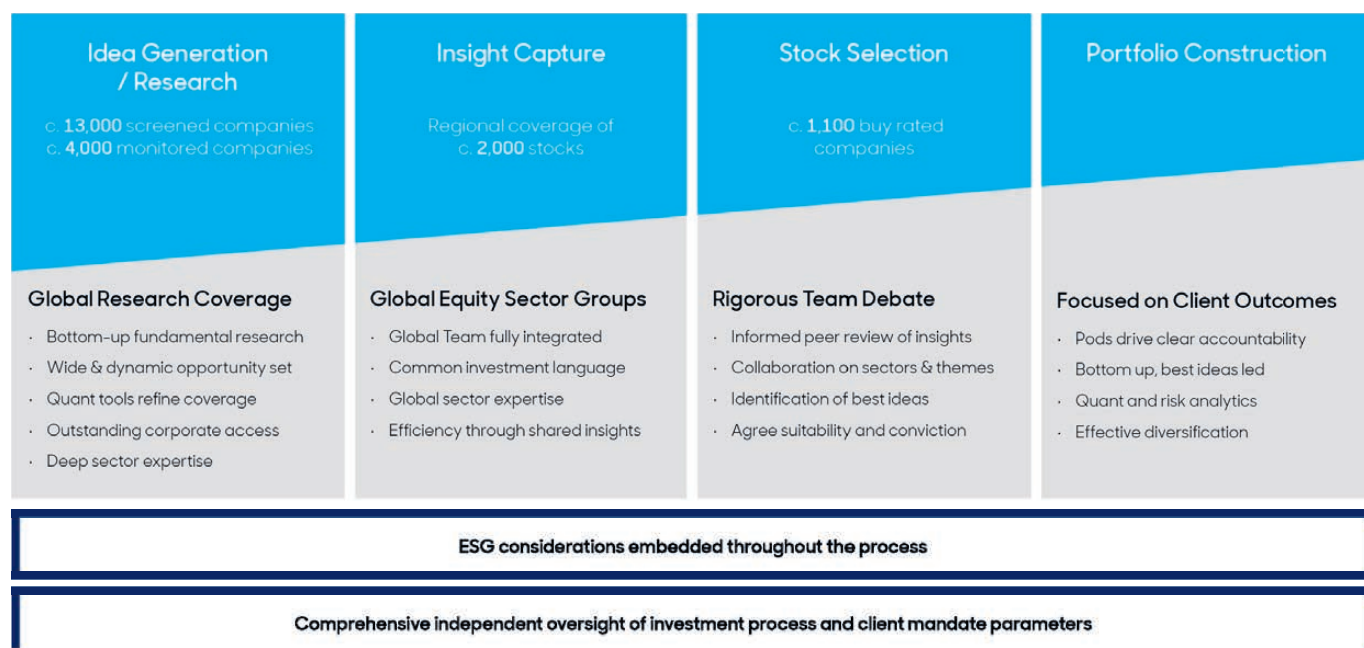 Idea Generation
/ Research
c. 13,000 screened companies
c. 4,000 monitored companies
Global Research Coverage
· Bottom-up fundamental research
· Wide & dynamic opportunity set
· Quant tools refine coverage
· Outstanding corporate access
· Deep sector expertise
Insight Capture
Regional coverage of
c. 2,000 stocks
Global Equity Sector Groups
· Global Team fully integrated
· Common investment language
· Global sector expertise
· Efficiency through shared insights
Stock Selection
c. 1,100 buy rated
companies
Rigorous Team Debate
· Informed peer review of insights
· Collaboration on sectors & themes
· Identification of best ideas
· Agree suitability and conviction
Portfolio Construction
Focused on Client Outcomes
· Pods drive clear accountability
· Bottom up, best ideas led
· Quant and risk analytics
· Effective diversification
ESG considerations embedded throughout the process
Comprehensive independent oversight of investment process and client mandate parameters